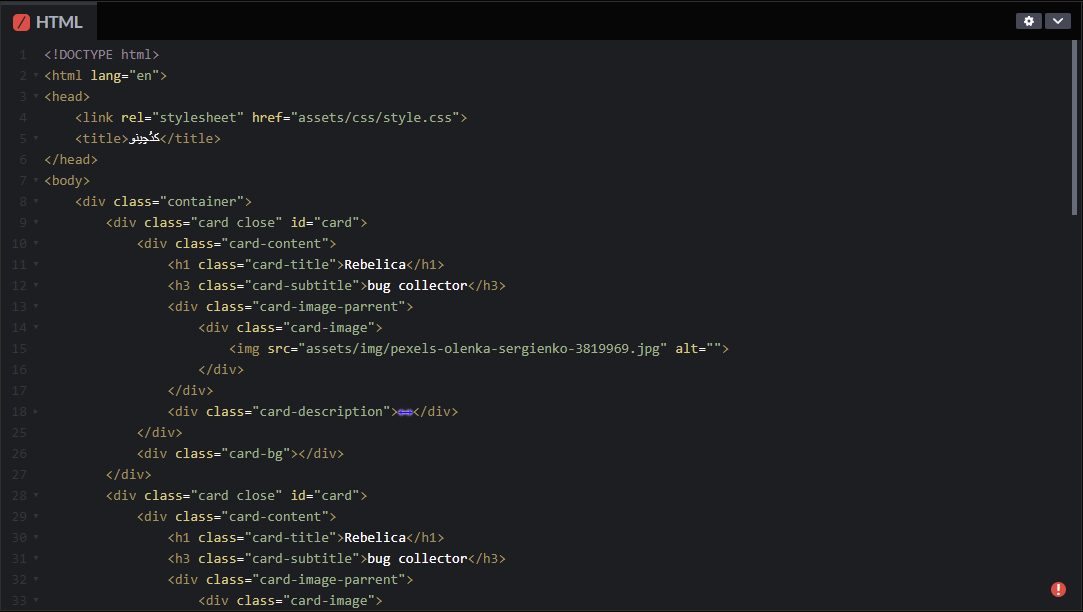 HTML
1 <!DOCTYPE html>
2 <html lang="en">
3 <head>
4 <link rel="stylesheet" href="assets/css/style.css">
5 <title>کدُچینو</title>
6 </head>
7 <body>
8 <div class="container">
9 <div class="card close" id="card">
10 <div class="card-content">
11 <h1 class="card-title">Rebelica</h1>
12 <h3 class="card-subtitle">bug collector</h3>
13 <div class="card-image-parrent">
14 <div class="card-image">
15 <img src="assets/img/pexels-olenka-sergienko-3819969.jpg" alt="">
16 </div>
17 </div>
18 <div class="card-description">↔</div>
25 </div>
26 <div class="card-bg"></div>
27 </div>
28 <div class="card close" id="card">
29 <div class="card-content">
30 <h1 class="card-title">Rebelica</h1>
31 <h3 class="card-subtitle">bug collector</h3>
32 <div class="card-image-parrent">
33 <div class="card-image">